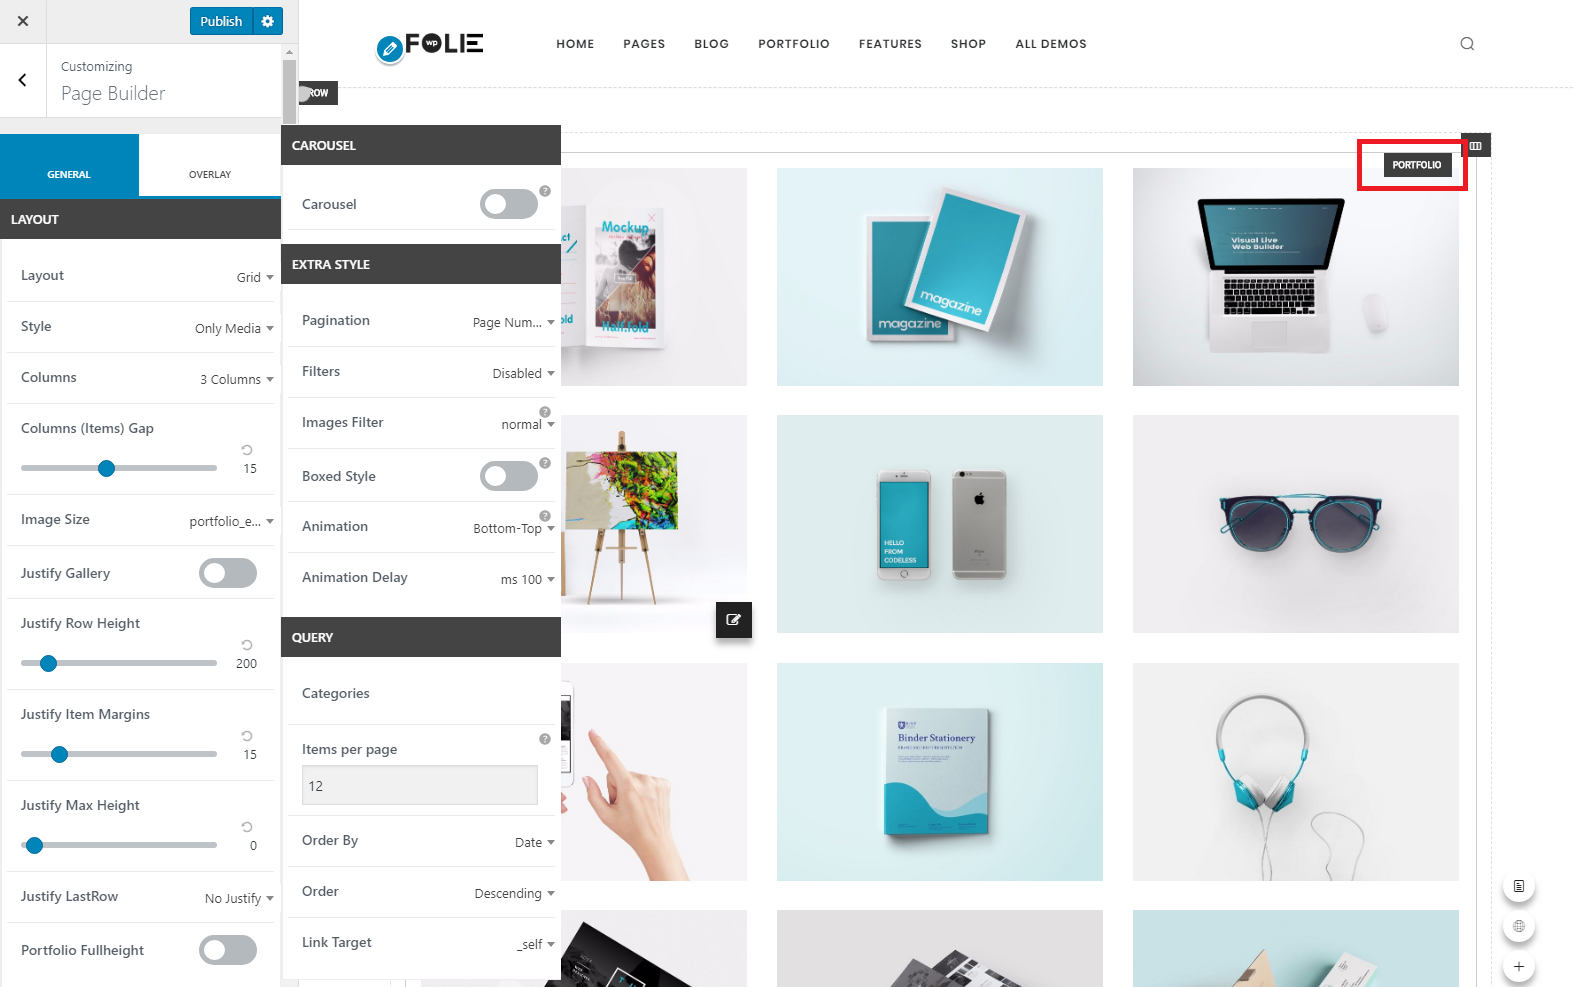 Publish
Customizing
Page Builder
GENERAL
OVERLAY
LAYOUT
Layout
Grid
Style
Only Media
Columns
3 Columns
Columns (Items) Gap
15
Image Size
portfolio_e...
Justify Gallery
Justify Row Height
200
Justify Item Margins
15
Justify Max Height
0
Justify LastRow
No Justify
Portfolio Fullheight
CAROUSEL
Carousel
?
EXTRA STYLE
Pagination
Page Num...
Filters
Disabled
Images Filter
?
normal
Boxed Style
?
Animation
?
Bottom-Top
Animation Delay
ms 100
QUERY
Categories
Items per page
?
12
Order By
Date
Order
Descending
Link Target
_self
FOLIE
wp
HOME
PAGES
BLOG
PORTFOLIO
FEATURES
SHOP
ALL DEMOS
ROW
PORTFOLIO
Mockup
Half.fold
magazine
magazine
Visual Live
Web Builder
HELLO
FROM
CODELESS
Binder Stationery